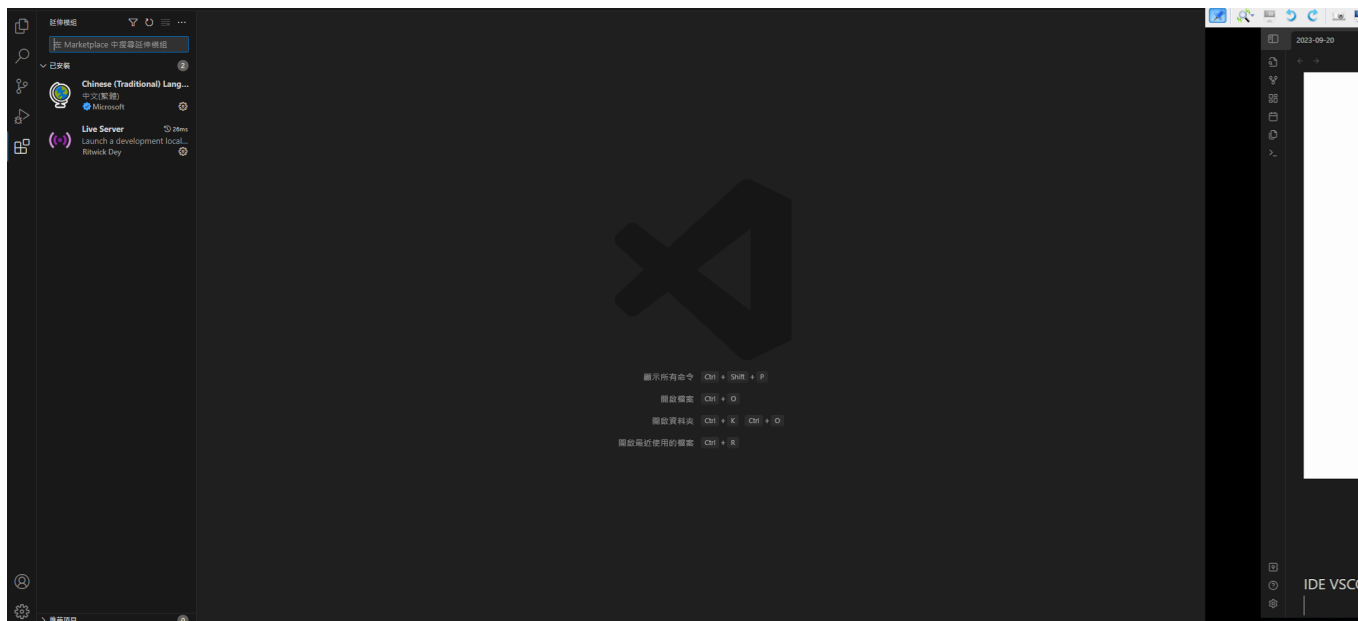 延伸模組
在 Marketplace 中搜尋延伸模組
已安裝
2
Chinese (Traditional) Lang...
中文(繁體)
Microsoft
Live Server
26ms
Launch a development local...
Ritwick Dey
顯示所有命令 Ctrl + Shift + P
開啟檔案 Ctrl + O
開啟資料夾 Ctrl + K Ctrl + O
開啟最近使用的檔案 Ctrl + R
0
2023-09-20
IDE VSC